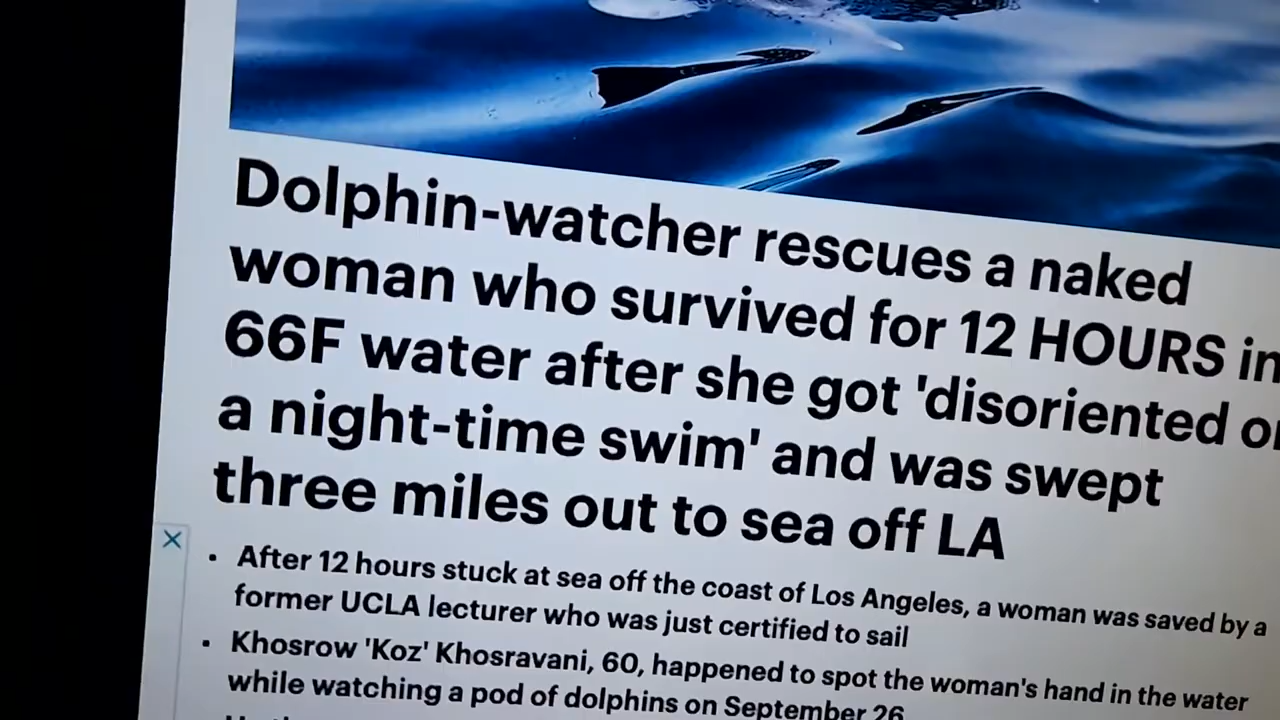 Dolphin-watcher rescues a naked
woman who survived for 12 HOURS in
66F water after she got 'disoriented
a night-time swim' and was swept
three miles out to sea off LA
After 12 hours stuck at sea off the coast of Los Angeles, a woman was saved by a
former UCLA lecturer who was just certified to sail
Khosrow 'Koz' Khosravani, 60, happened to spot the woman's hand in the water
while watching a pod of dolphins on September 26